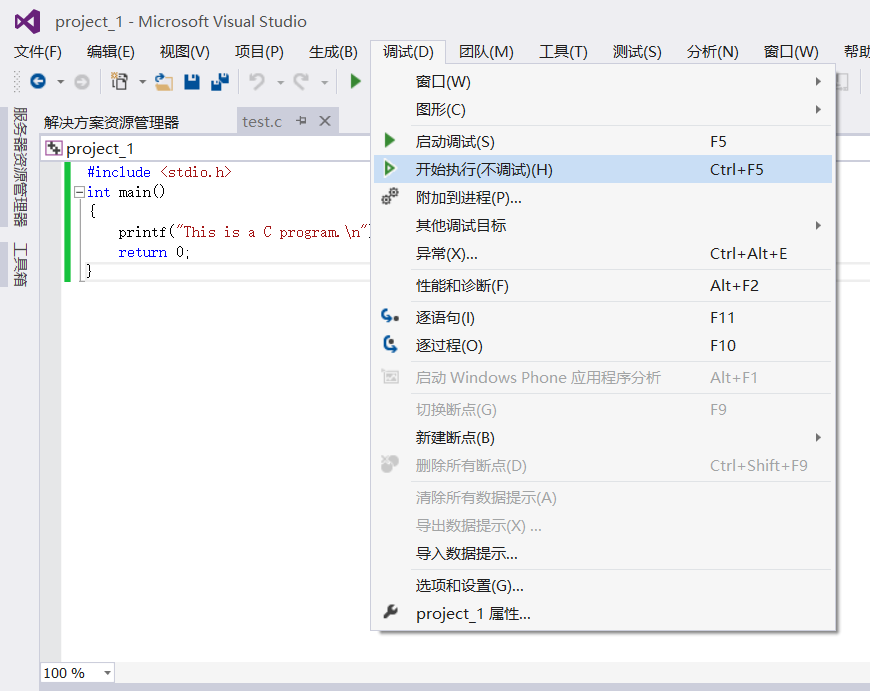 project_1 - Microsoft Visual Studio
文件(F) 编辑(E) 视图(V) 项目(P) 生成(B) 调试(D) 团队(M) 工具(T) 测试(S) 分析(N) 窗口(W) 帮助
服务器资源管理器
工具箱
解决方案资源管理器 test.c
project_1
#include <stdio.h>
int main()
{
printf("This is a C program.\n")
return 0;
}
窗口(W)
图形(C)
启动调试(S) F5
开始执行(不调试)(H) Ctrl+F5
附加到进程(P)...
其他调试目标
异常(X)... Ctrl+Alt+E
性能和诊断(F) Alt+F2
逐语句(I) F11
逐过程(O) F10
启动 Windows Phone 应用程序分析 Alt+F1
切换断点(G) F9
新建断点(B)
删除所有断点(D) Ctrl+Shift+F9
清除所有数据提示(A)
导出数据提示(X) ...
导入数据提示...
选项和设置(G)...
project_1 属性...
100 %